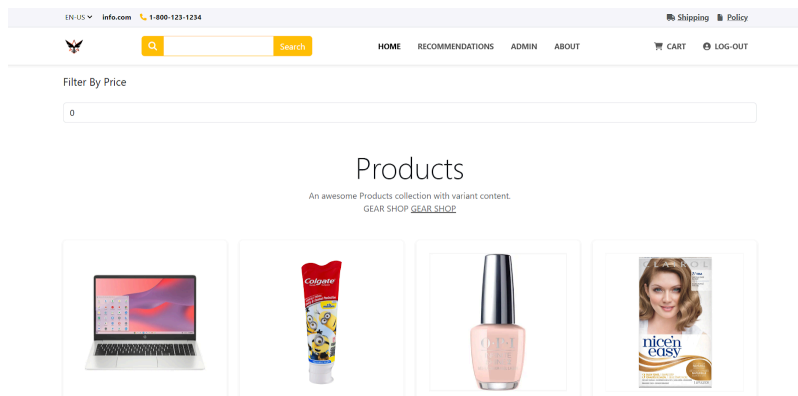 EN-US info.com 1-800-123-1234 Shipping Policy
Search HOME RECOMMENDATIONS ADMIN ABOUT CART LOG-OUT
Filter By Price
0
Products
An awesome Products collection with variant content.
GEAR SHOP GEAR SHOP
Colgate
O·P·I
CLAIROL
nice'n
easy